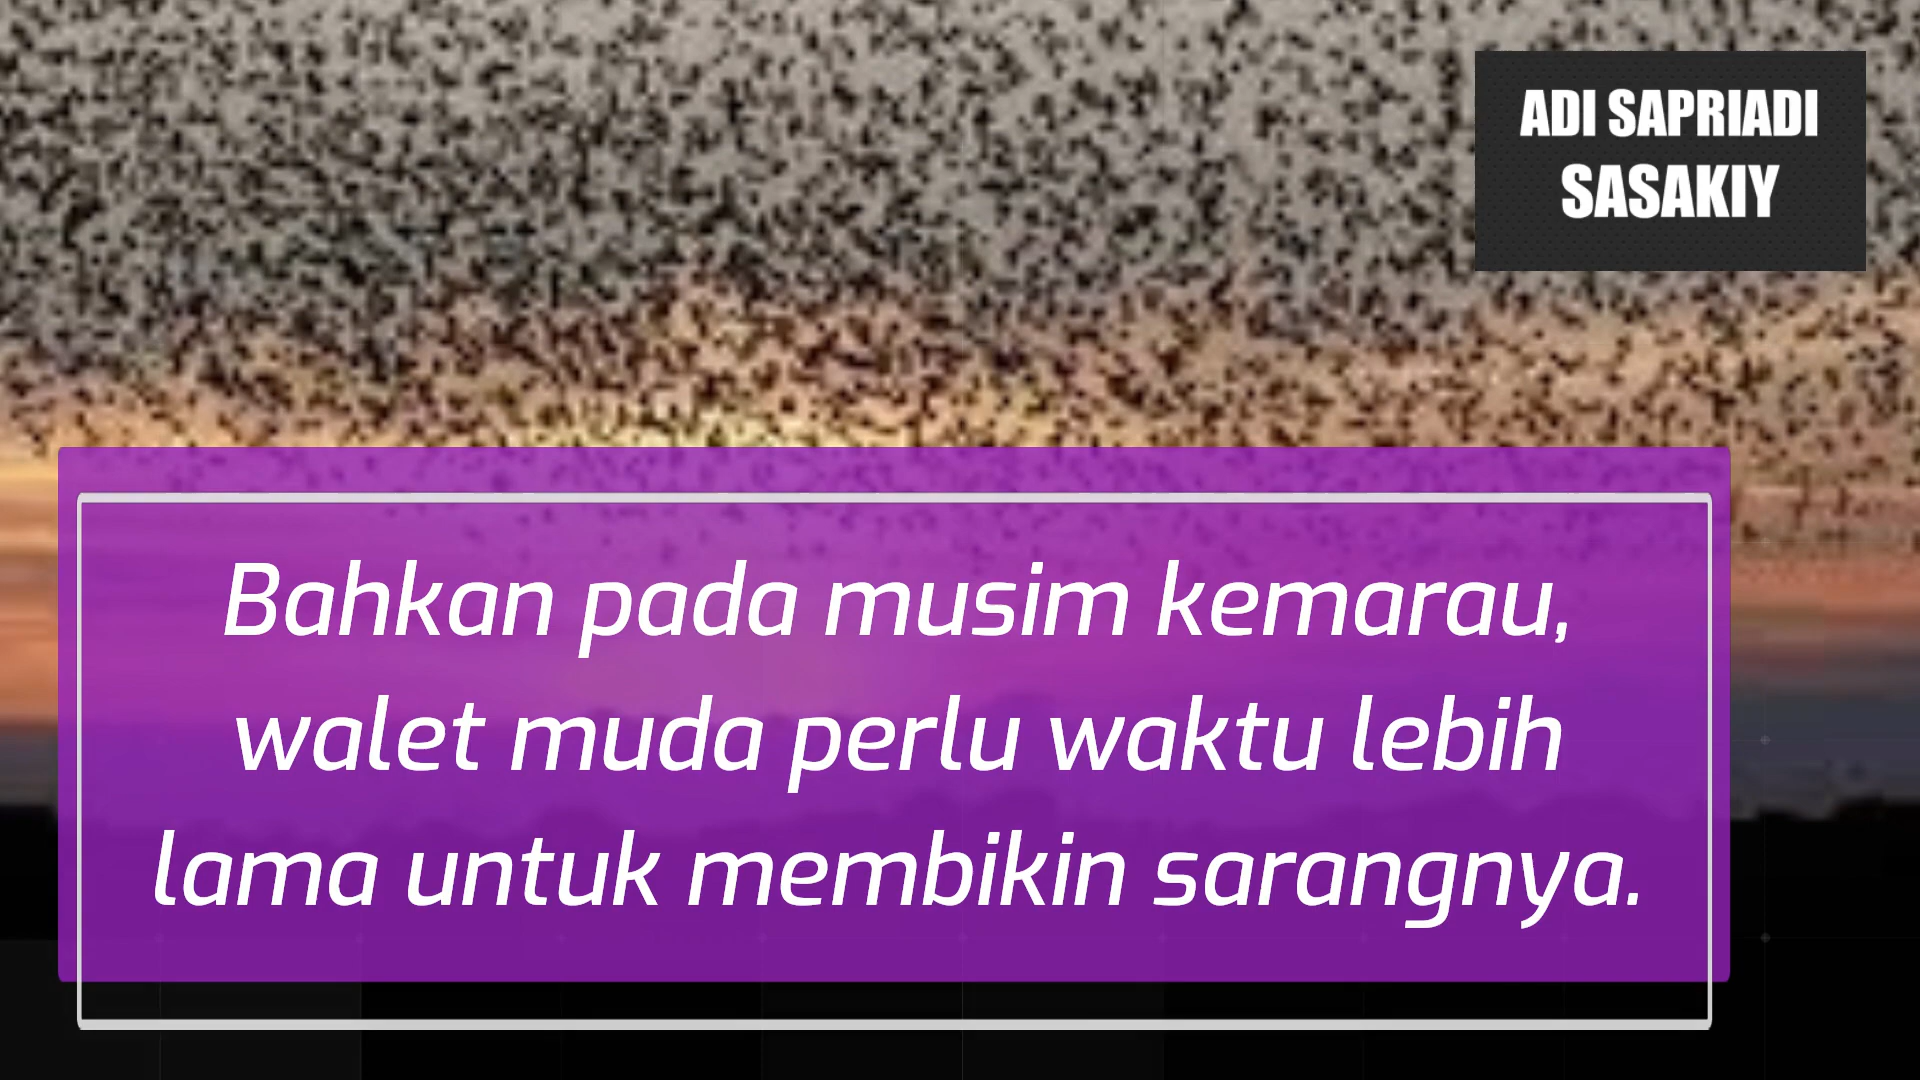 ADI SAPRIADI
SASAKIY
Bahkan pada musim kemarau,
walet muda perlu waktu lebih
lama untuk membikin sarangnya.